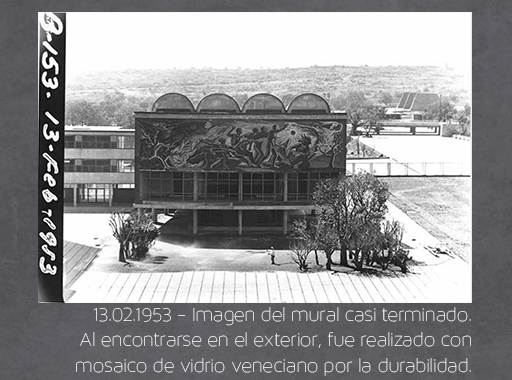 B-153. 13-Feb-1953
13.02.1953 – Imagen del mural casi terminado.
Al encontrarse en el exterior, fue realizado con
mosaico de vidrio veneciano por la durabilidad.